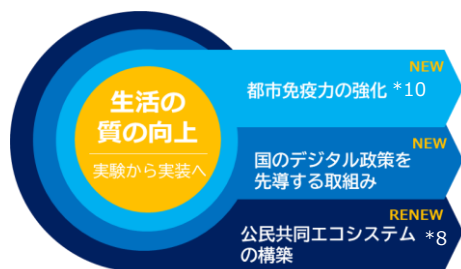 生活の
質の向上
実験から実装へ
NEW
都市免疫力の強化 *10
NEW
国のデジタル政策を
先導する取組み
RENEW
公民共同エコシステム *8
の構築